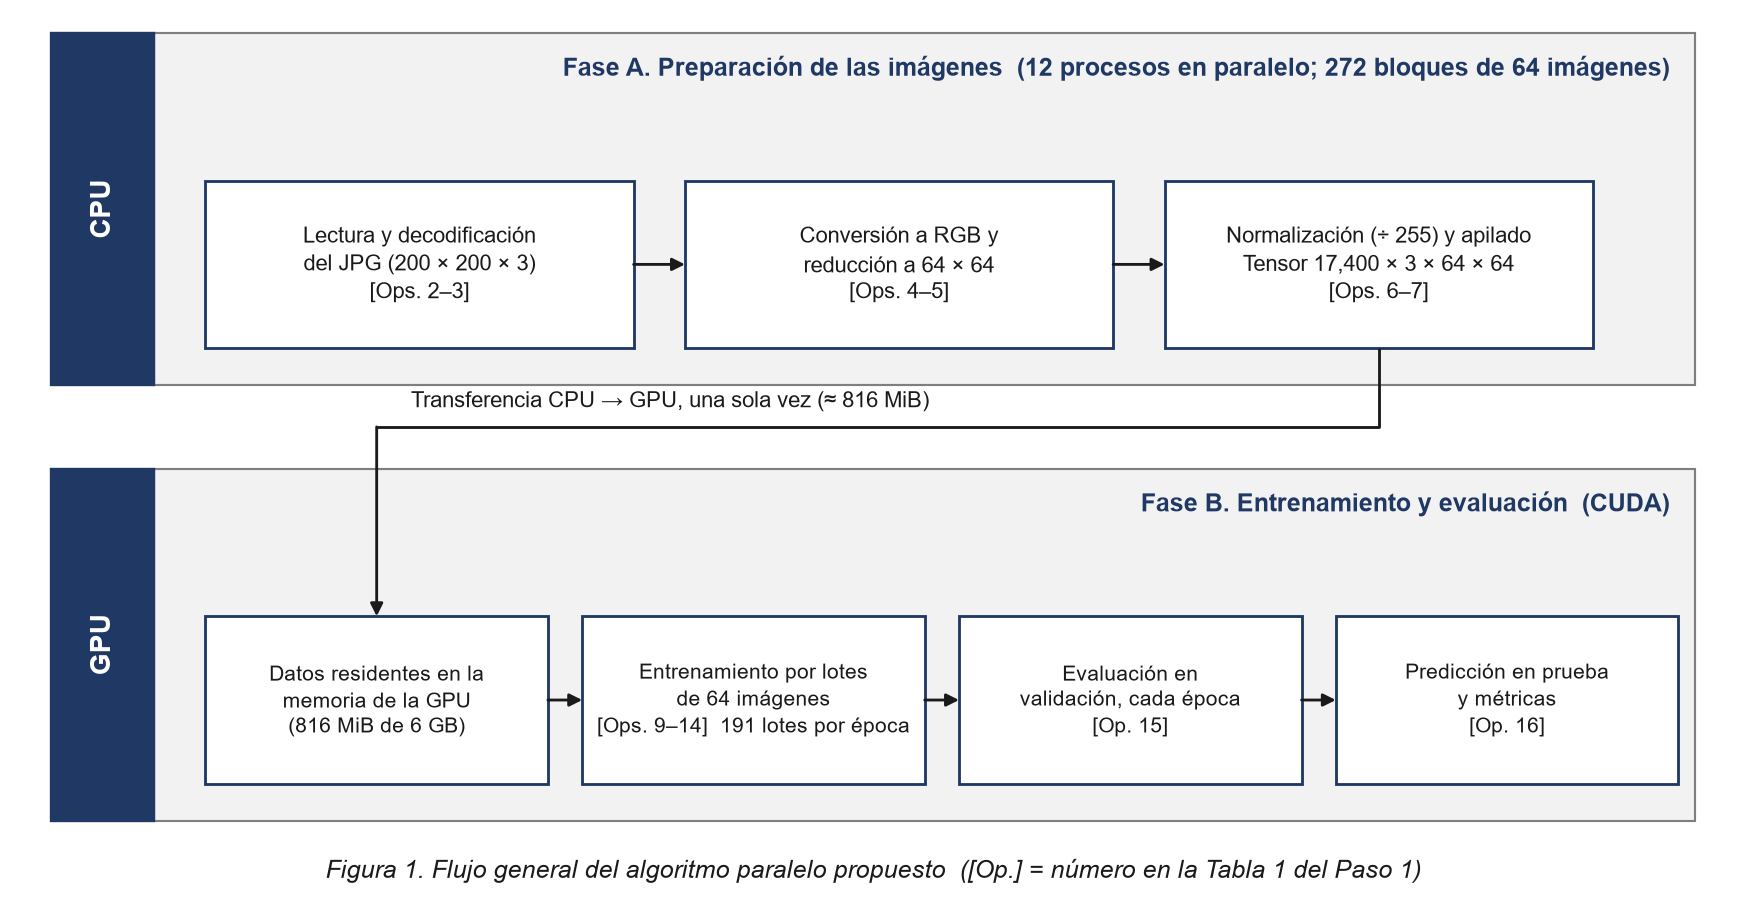 Fase A. Preparación de las imágenes (12 procesos en paralelo; 272 bloques de 64 imágenes)
CPU
Lectura y decodificación
del JPG (200 × 200 × 3)
[Ops. 2–3]
Conversión a RGB y
reducción a 64 × 64
[Ops. 4–5]
Normalización (÷ 255) y apilado
Tensor 17,400 × 3 × 64 × 64
[Ops. 6–7]
Transferencia CPU → GPU, una sola vez (≈ 816 MiB)
Fase B. Entrenamiento y evaluación (CUDA)
GPU
Datos residentes en la
memoria de la GPU
(816 MiB de 6 GB)
Entrenamiento por lotes
de 64 imágenes
[Ops. 9–14] 191 lotes por época
Evaluación en
validación, cada época
[Op. 15]
Predicción en prueba
y métricas
[Op. 16]
Figura 1. Flujo general del algoritmo paralelo propuesto ([Op.] = número en la Tabla 1 del Paso 1)